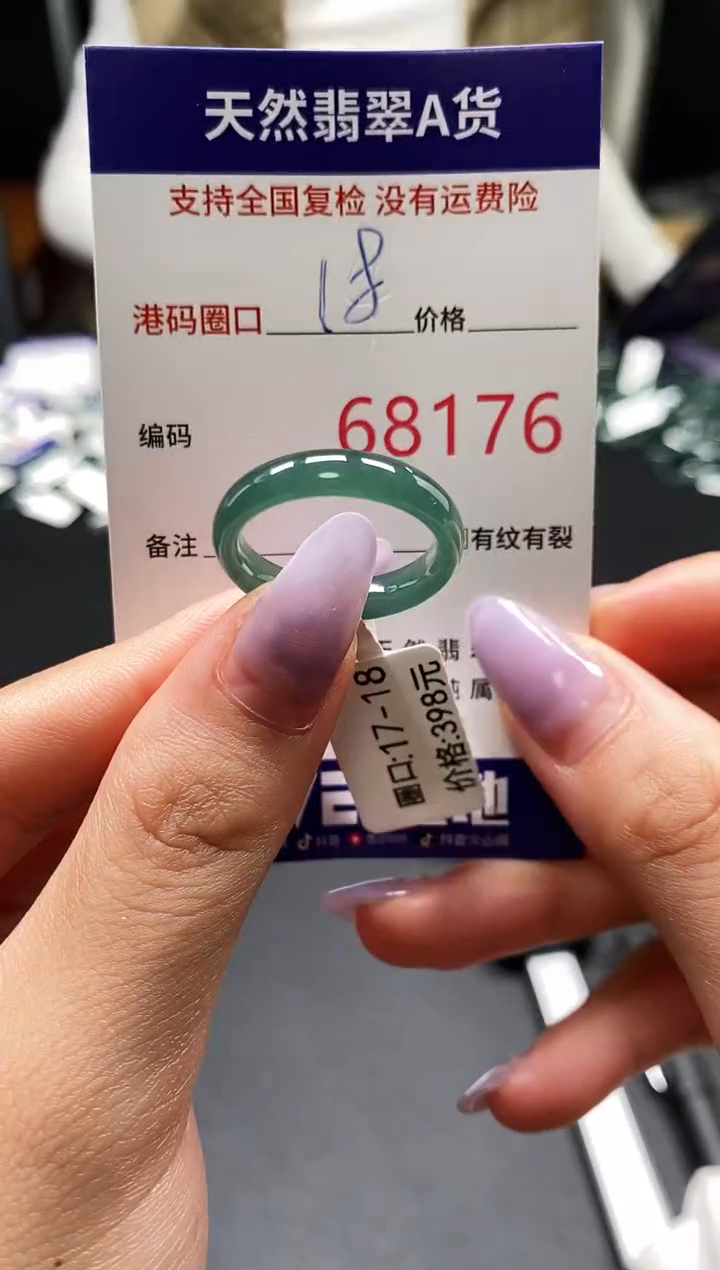 天然翡翠A货
支持全国复检 没有运费险
港码圈口 18 价格
编码 68176
备注 有纹有裂
翡
属
圈口:17-18
价格:398元